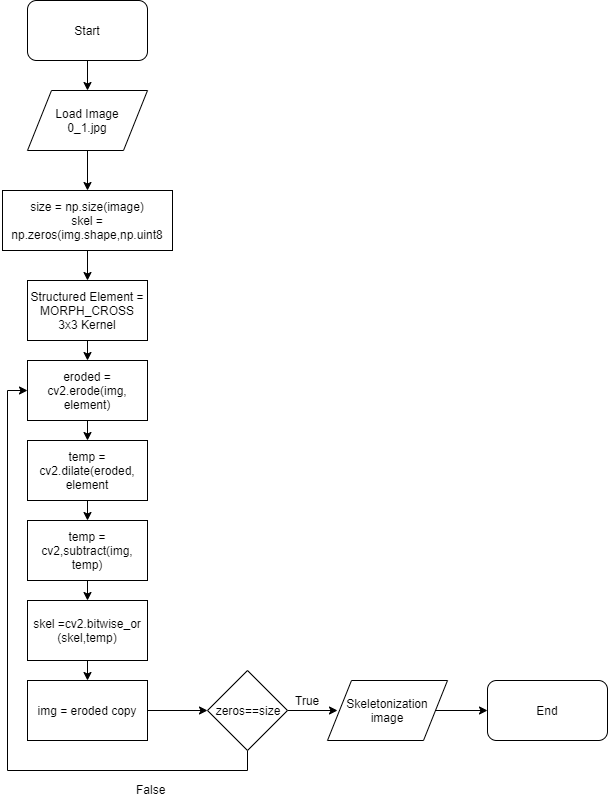 Start
Load Image
0_1.jpg
size = np.size(image)
skel =
np.zeros(img.shape,np.uint8
Structured Element =
MORPH_CROSS
3x3 Kernel
eroded =
cv2.erode(img,
element)
temp =
cv2.dilate(eroded,
element
temp =
cv2,subtract(img,
temp)
skel =cv2.bitwise_or
(skel,temp)
img = eroded copy
zeros==size
True
Skeletonization
image
End
False